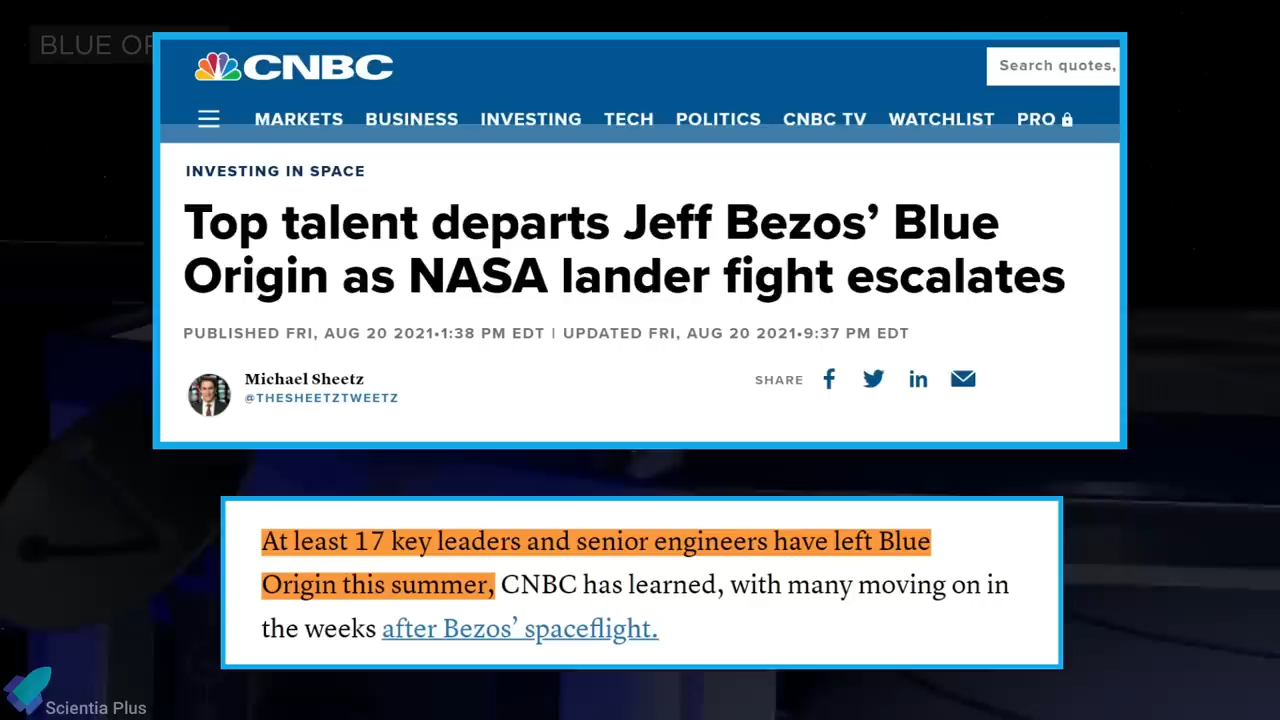 BLUE OR
CNBC
Search quotes,
MARKETS BUSINESS INVESTING TECH POLITICS CNBC TV WATCHLIST PRO
INVESTING IN SPACE
Top talent departs Jeff Bezos’ Blue
Origin as NASA lander fight escalates
PUBLISHED FRI, AUG 20 2021•1:38 PM EDT | UPDATED FRI, AUG 20 2021•9:37 PM EDT
Michael Sheetz
@THESHEETZTWEETZ
SHARE
At least 17 key leaders and senior engineers have left Blue
Origin this summer, CNBC has learned, with many moving on in
the weeks after Bezos’ spaceflight.
Scientia Plus